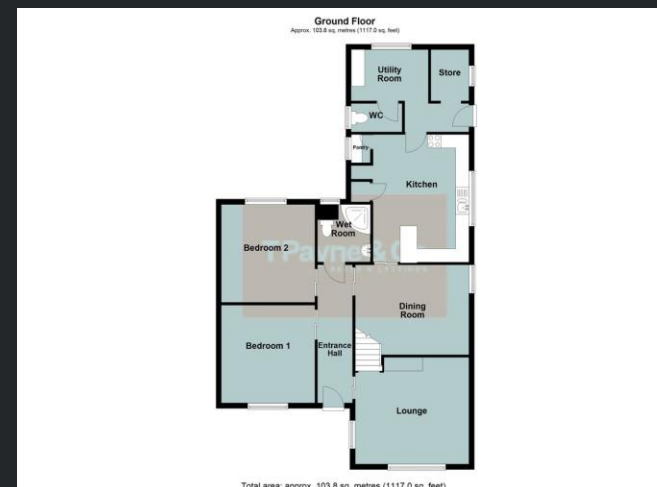 Ground Floor
Approx. 103.8 sq. metres (1117.0 sq. feet)
Utility
Room
Store
WC
Pantry
Kitchen
Wet
Room
Bedroom 2
T Payne & Co
Dining
Room
Bedroom 1
Entrance
Hall
Lounge
Total area: approx. 103.8 sq. metres (1117.0 sq. feet)